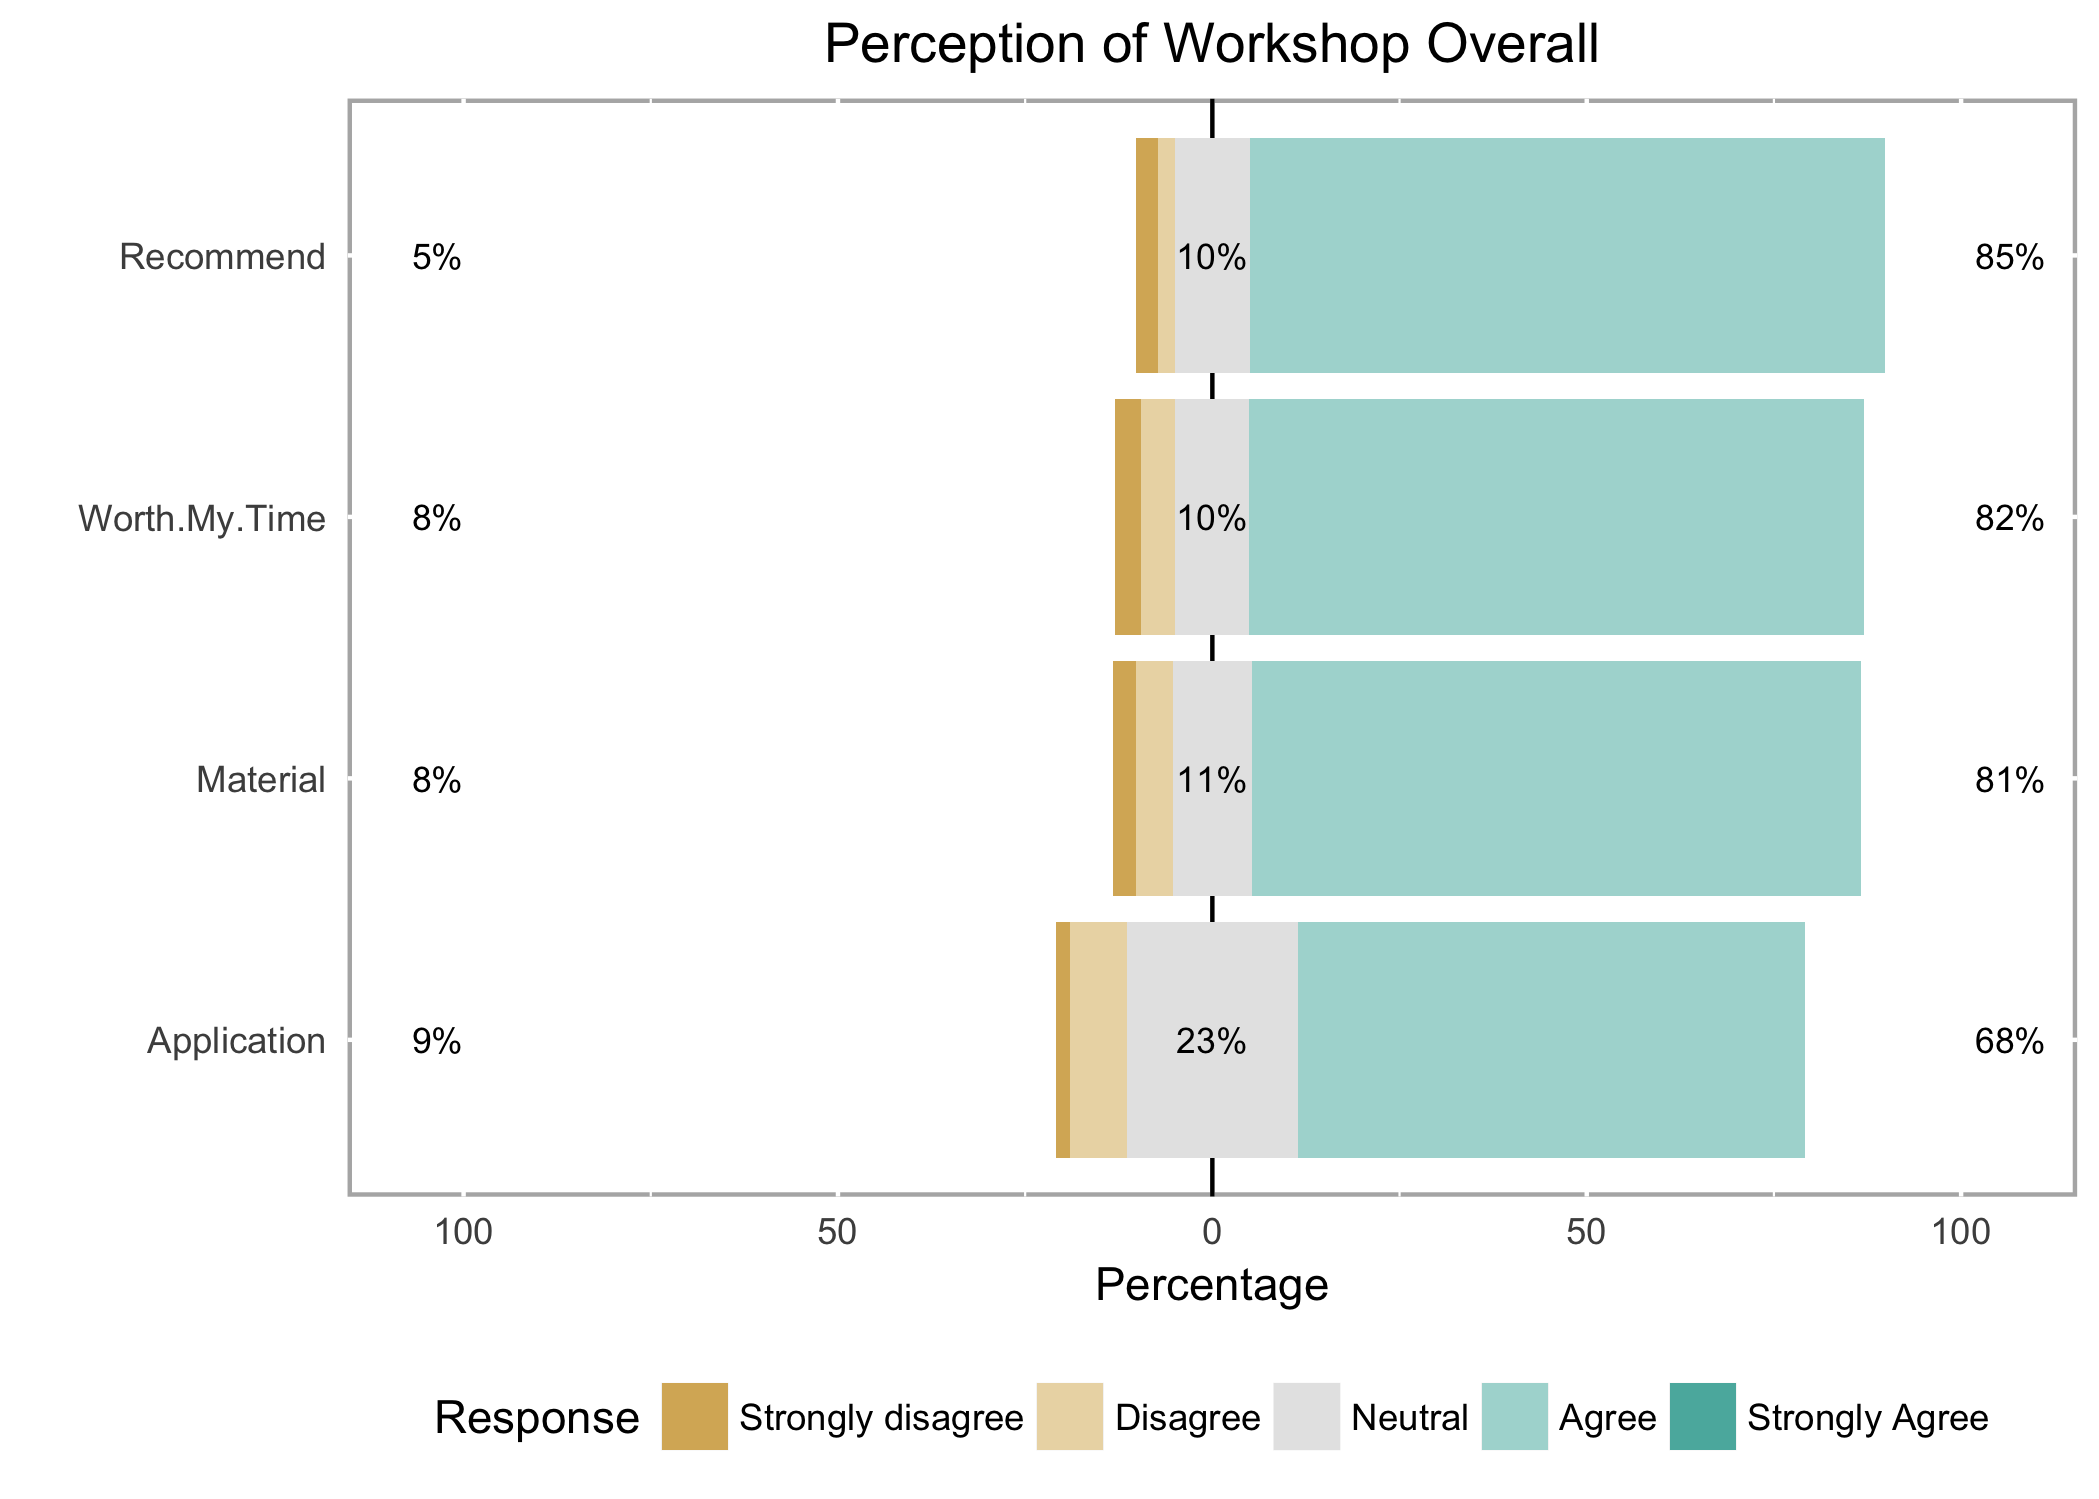 Perception of Workshop Overall
Recommend 5% 10% 85%
Worth.My.Time 8% 10% 82%
Material 8% 11% 81%
Application 9% 23% 68%
100 50 0 50 100
Percentage
Response Strongly disagree Disagree Neutral Agree Strongly Agree